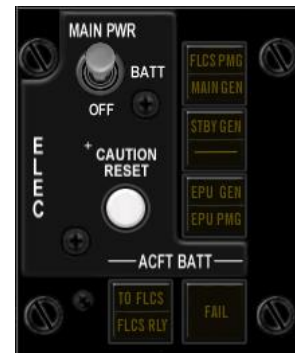 MAIN PWR
BATT
OFF
ELEC
+ CAUTION
RESET
FLCS PMG
MAIN GEN
STBY GEN
EPU GEN
EPU PMG
ACFT BATT
TO FLCS
FLCS RLY
FAIL